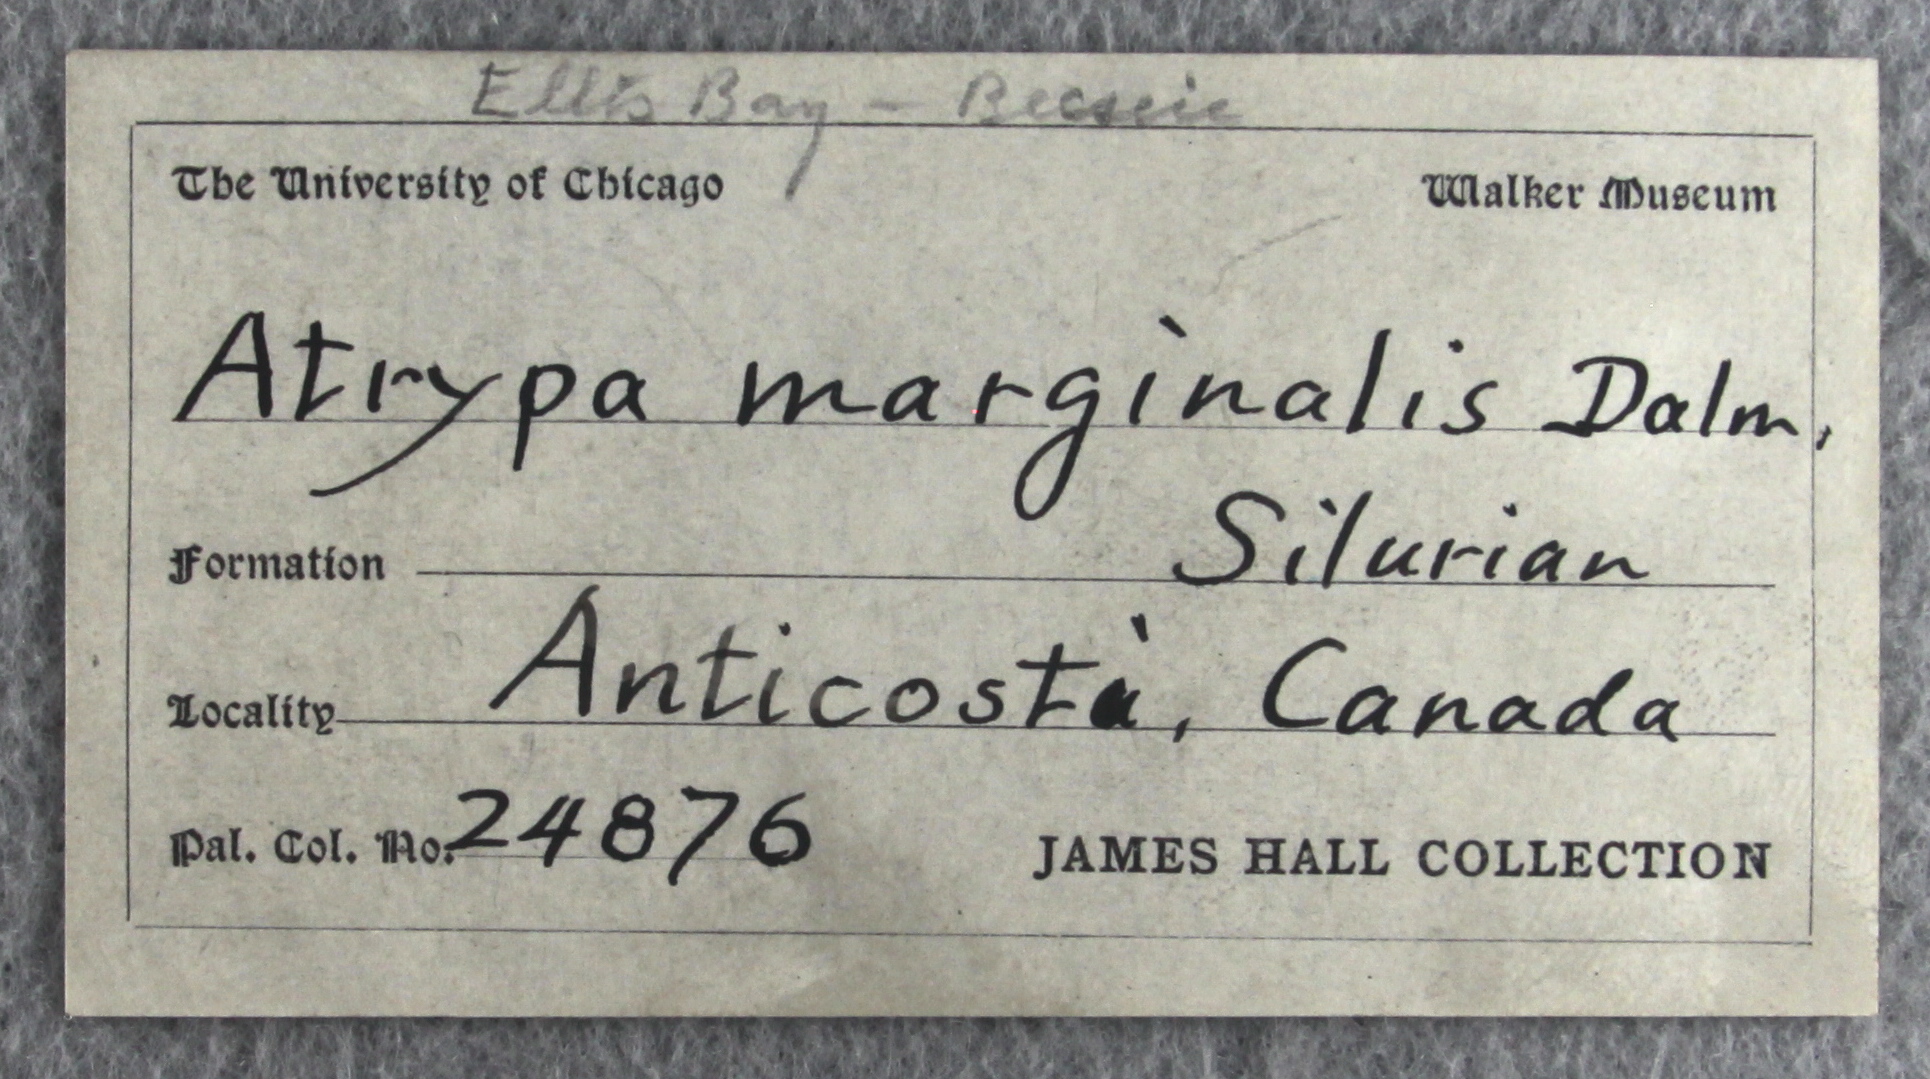 Ellis Bay - Becscie
The University of Chicago Walker Museum
Atrypa marginalis Dalm.
Formation Silurian
Locality Anticosti, Canada
Pal. Col. No. 24876 JAMES HALL COLLECTION